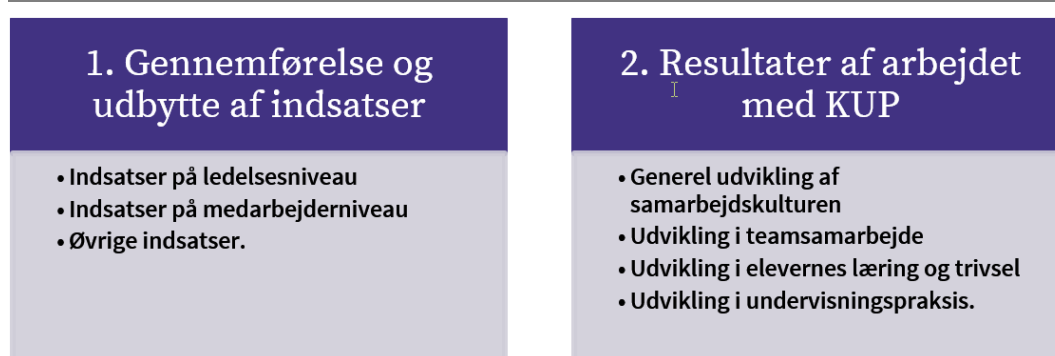 1. Gennemførelse og
udbytte af indsatser
• Indsatser på ledelsesniveau
• Indsatser på medarbejderniveau
• Øvrige indsatser.
2. Resultater af arbejdet
med KUP
• Generel udvikling af
samarbejdskulturen
• Udvikling i teamsamarbejde
• Udvikling i elevernes læring og trivsel
• Udvikling i undervisningspraksis.